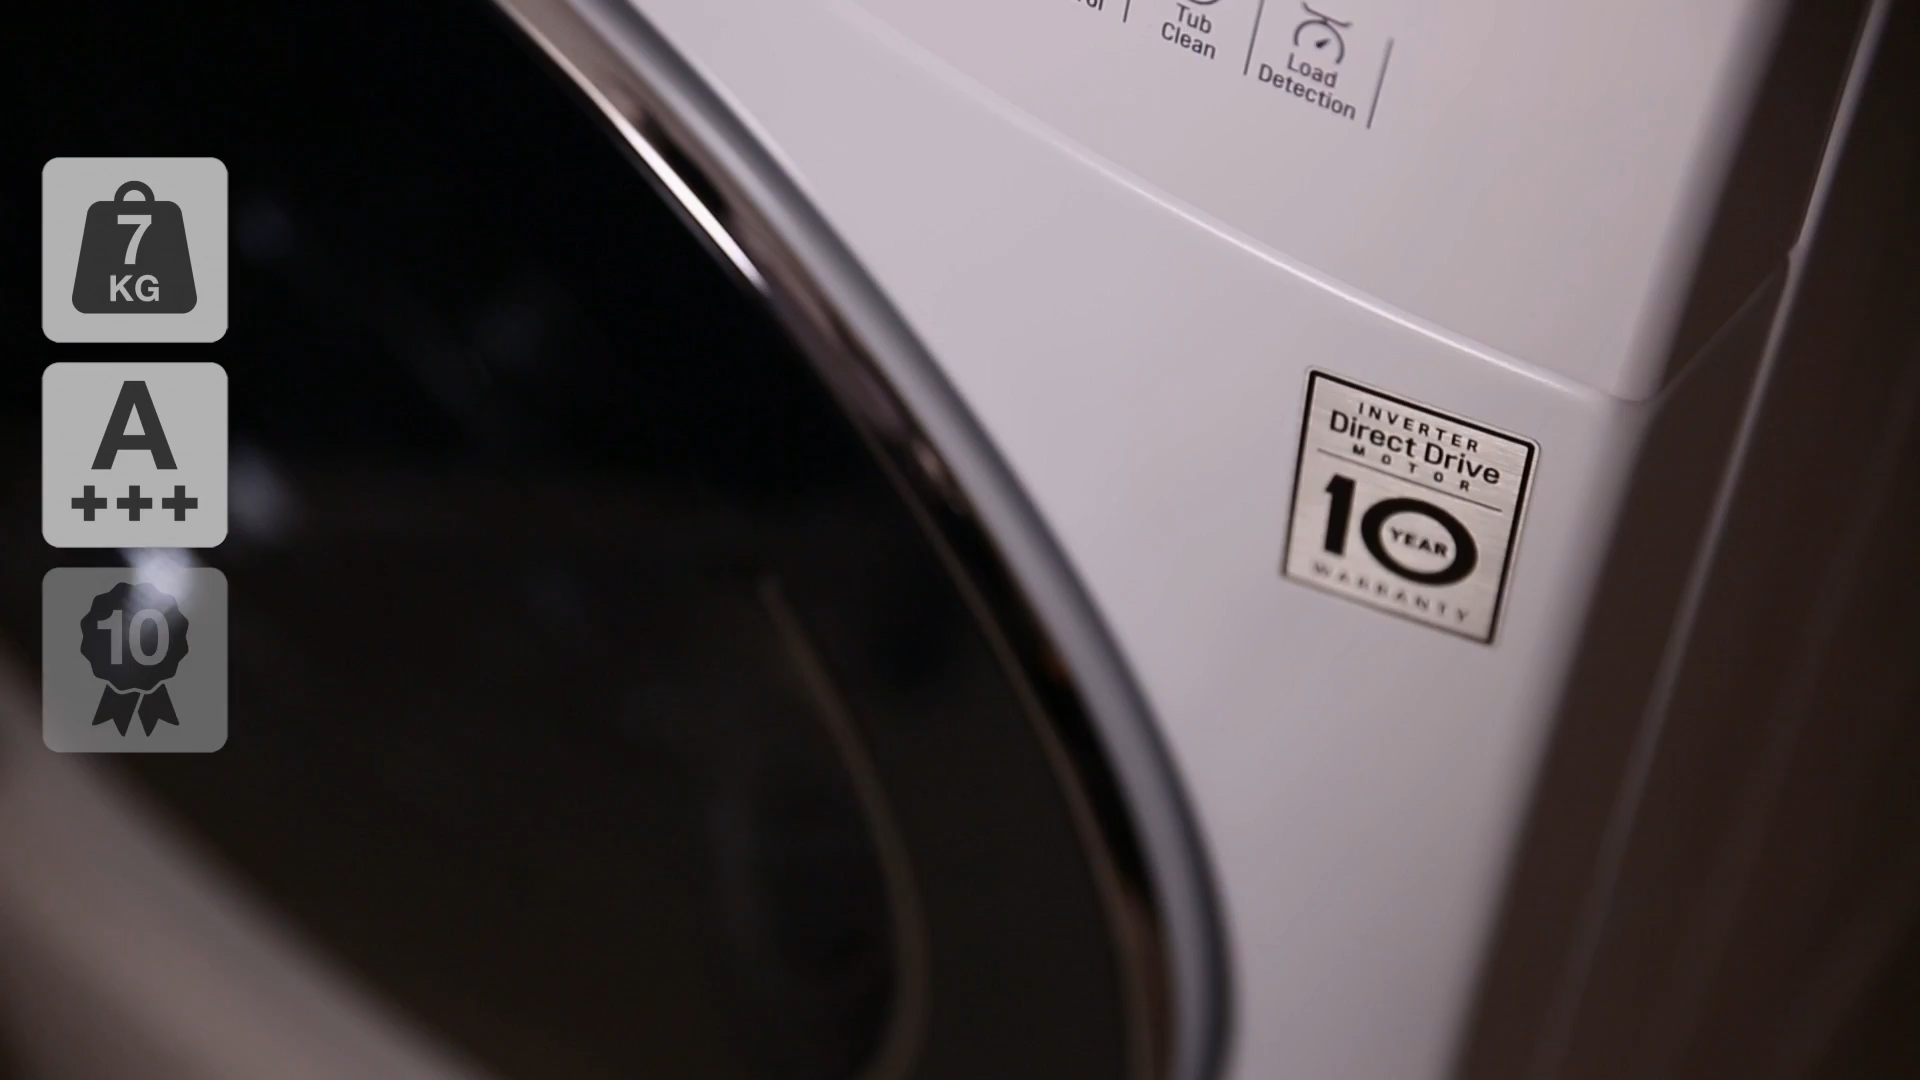 Tub
Clean
Load
Detection
7
KG
A
+++
10
INVERTER
Direct Drive
MOTOR
10
YEAR
WARRANTY